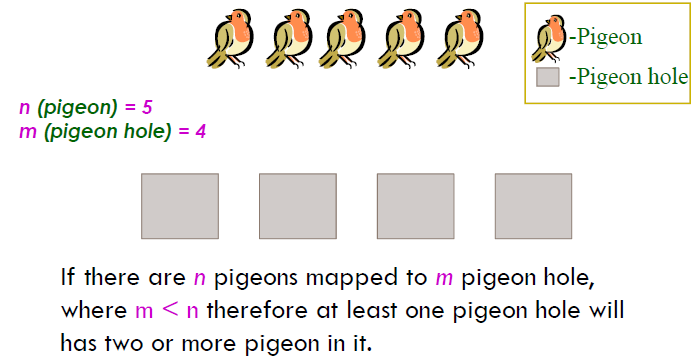 -Pigeon
-Pigeon hole
n (pigeon) = 5
m (pigeon hole) = 4
If there are n pigeons mapped to m pigeon hole,
where m < n therefore at least one pigeon hole will
has two or more pigeon in it.